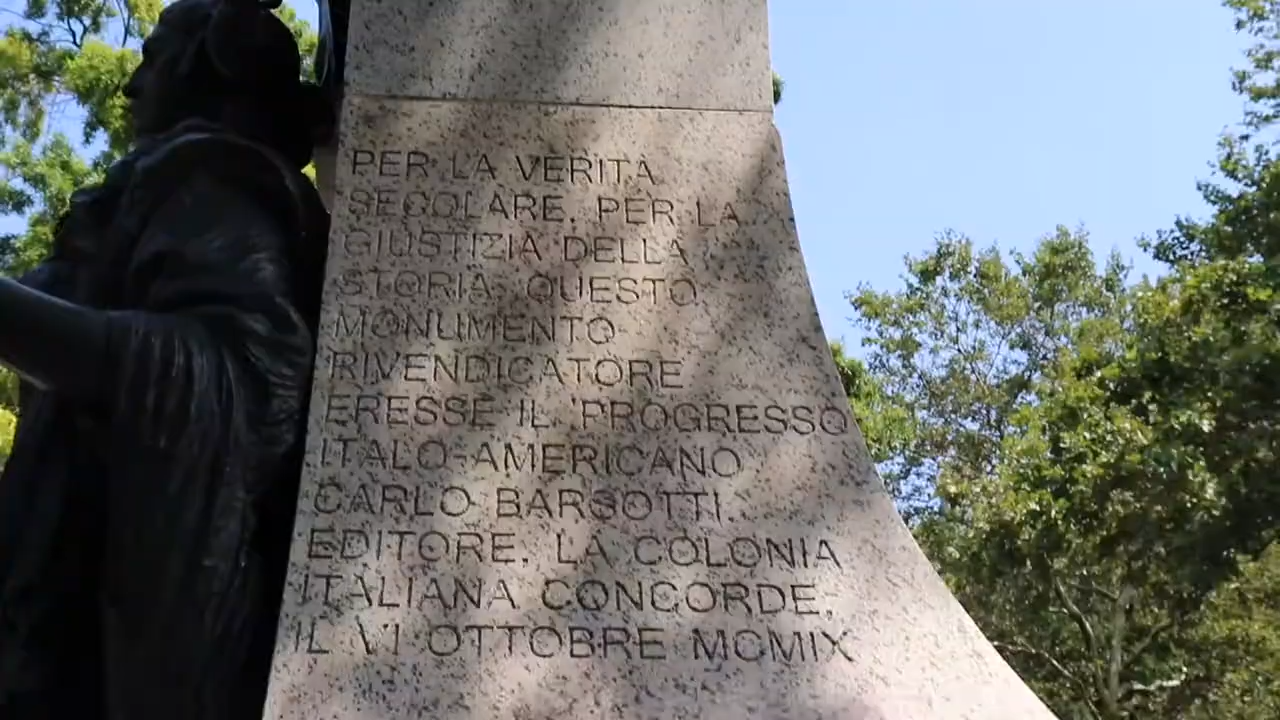 PER LA VERITÀ
SECOLARE, PER LA
GIUSTIZIA DELLA
STORIA, QUESTO
MONUMENTO
RIVENDICATORE
ERESSE IL PROGRESSO
ITALO-AMERICANO
CARLO BARSOTTI,
EDITORE, LA COLONIA
ITALIANA CONCORDE,
IL VI OTTOBRE MCMIX